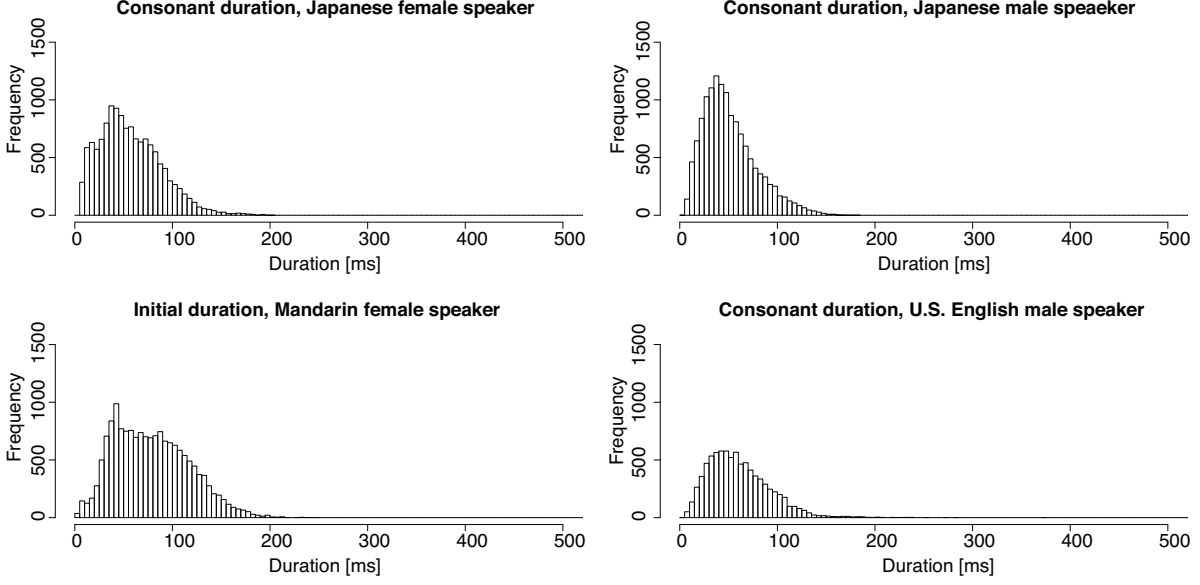 Consonant duration, Japanese female speaker
Frequency
1500
1000
500
0
0 100 200 300 400 500
Duration [ms]
Consonant duration, Japanese male speaeker
Frequency
1500
1000
500
0
0 100 200 300 400 500
Duration [ms]
Initial duration, Mandarin female speaker
Frequency
1500
1000
500
0
0 100 200 300 400 500
Duration [ms]
Consonant duration, U.S. English male speaker
Frequency
1500
1000
500
0
0 100 200 300 400 500
Duration [ms]